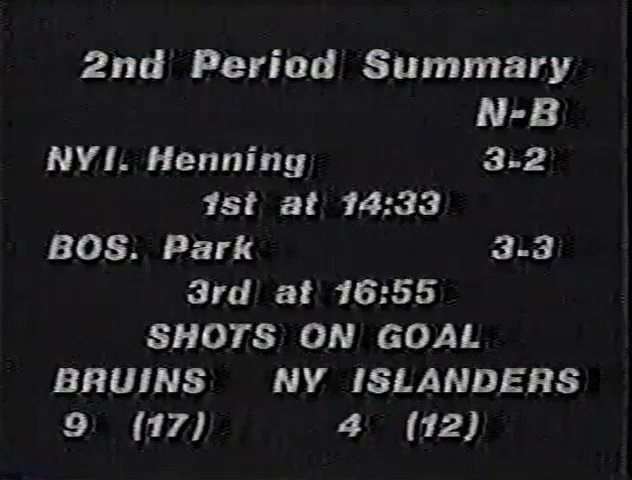 2nd Period Summary
N-B
NYI. Henning 3-2
1st at 14:33
BOS. Park 3-3
3rd at 16:55
SHOTS ON GOAL
BRUINS NY ISLANDERS
9 (17) 4 (12)